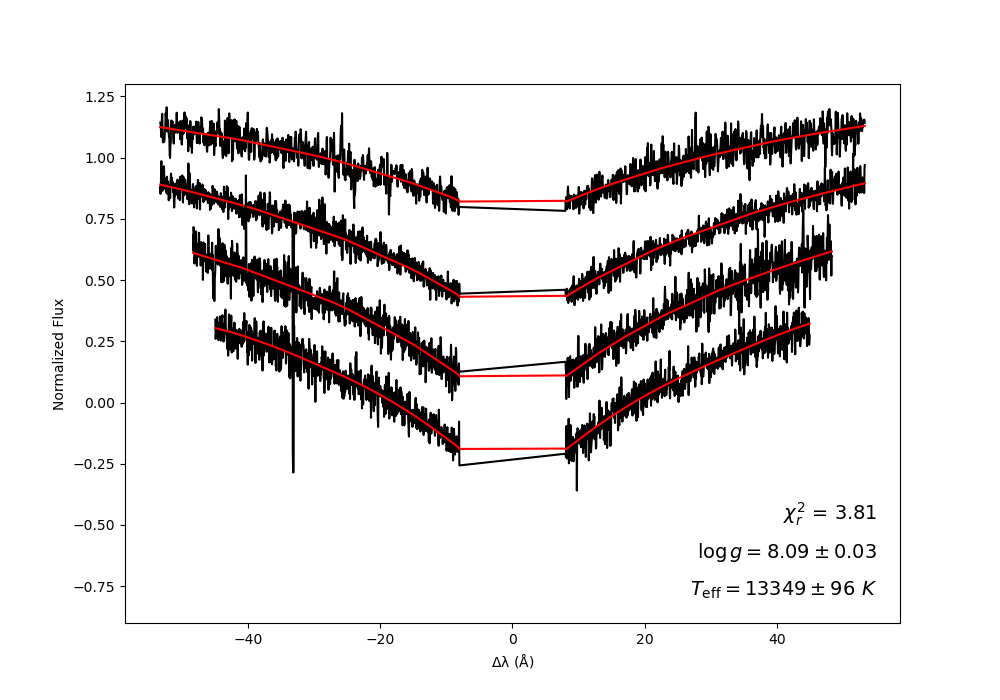 1.25
1.00
0.75
0.50
0.25
0.00
−0.25
−0.50
−0.75
Normalized Flux
χ²ᵣ = 3.81
log g = 8.09 ± 0.03
T_eff = 13349 ± 96 K
−40 −20 0 20 40
Δλ (Å)